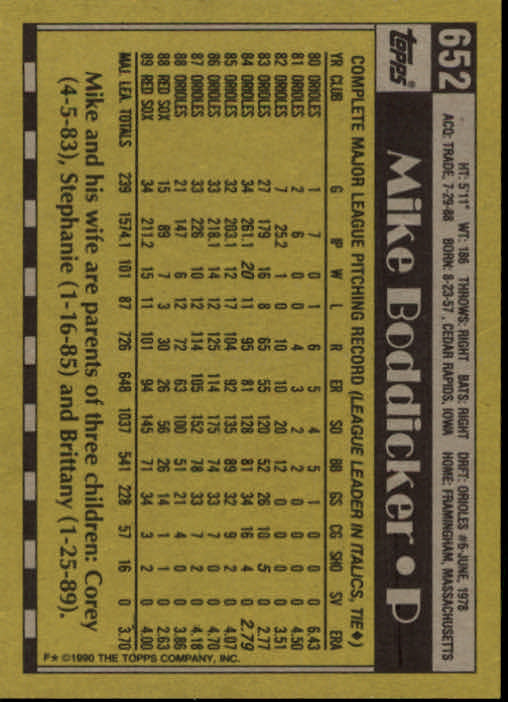 652
topps®
HT: 5'11" WT: 186 THROWS: RIGHT BATS: RIGHT DRFT: ORIOLES #6-JUNE, 1978
ACQ: TRADE, 7-29-88 BORN: 8-23-57, CEDAR RAPIDS, IOWA HOME: FRAMINGHAM, MASSACHUSETTS
Mike Boddicker • P
COMPLETE MAJOR LEAGUE PITCHING RECORD (LEAGUE LEADER IN ITALICS, TIE♦)
YR CLUB G IP W L R ER SO BB GS CG SHO SV ERA
80 ORIOLES 1 7 0 1 6 5 4 5 1 0 0 0 6.43
81 ORIOLES 2 6 0 0 4 3 2 2 0 0 0 0 4.50
82 ORIOLES 7 25.2 1 0 10 10 20 12 0 0 0 0 3.51
83 ORIOLES 27 179 16 8 65 55 120 52 26 10 5 0 2.77
84 ORIOLES 34 261.1 20 11 95 81 128 81 34 16 4 0 2.79
85 ORIOLES 32 203.1 12 17 104 92 135 89 32 9 2 0 4.07
86 ORIOLES 33 218.1 14 12 125 114 175 74 33 7 0 0 4.70
87 ORIOLES 33 226 10 12 114 105 152 78 33 7 2 0 4.18
88 ORIOLES 21 147 6 12 72 63 100 51 21 4 0 0 3.86
88 RED SOX 15 89 7 3 30 26 56 26 14 1 1 0 2.63
89 RED SOX 34 211.2 15 11 101 94 145 71 34 3 2 0 4.00
MAJ. LEA. TOTALS 239 1574.1 101 87 726 648 1037 541 228 57 16 0 3.70
Mike and his wife are parents of three children: Corey
(4-5-83), Stephanie (1-16-85) and Brittany (1-25-89).
F★ ©1990 THE TOPPS COMPANY, INC.